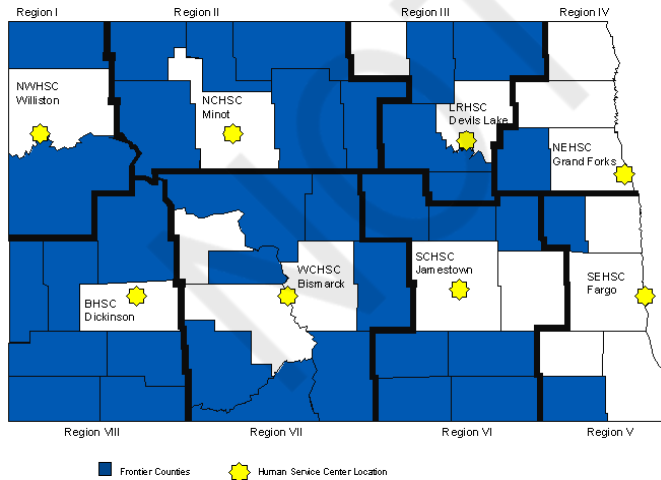 Region I
Region II
Region III
Region IV
NWHSC
Williston
NCHSC
Minot
LRHSC
Devils Lake
NEHSC
Grand Forks
BHSC
Dickinson
WCHSC
Bismarck
SCHSC
Jamestown
SEHSC
Fargo
Region VIII
Region VII
Region VI
Region V
Frontier Counties
Human Service Center Location